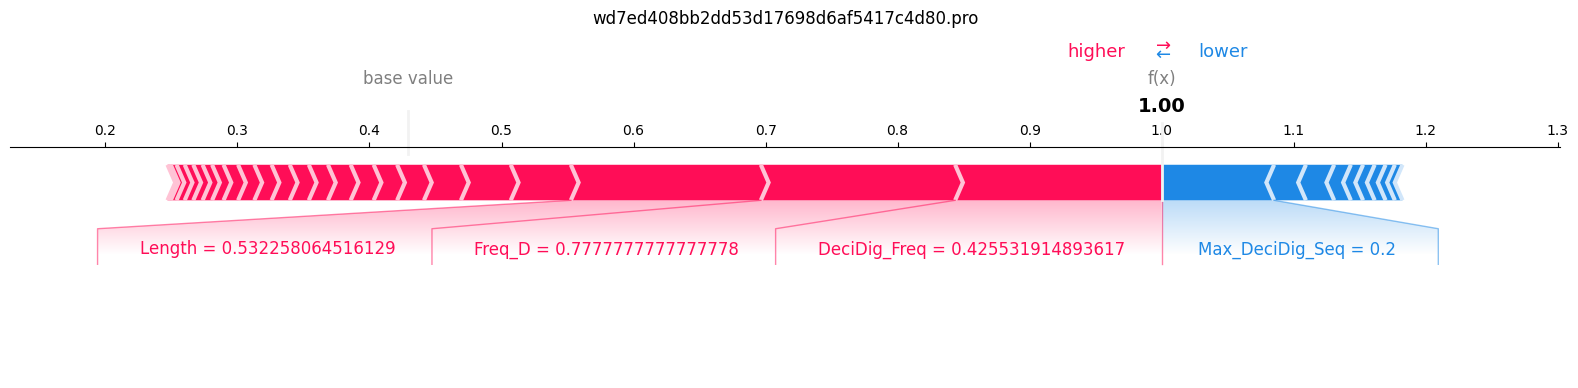 wd7ed408bb2dd53d17698d6af5417c4d80.pro
higher ⇄ lower
base value f(x)
1.00
0.2 0.3 0.4 0.5 0.6 0.7 0.8 0.9 1.0 1.1 1.2 1.3
Length = 0.532258064516129 Freq_D = 0.7777777777777778 DeciDig_Freq = 0.425531914893617 Max_DeciDig_Seq = 0.2